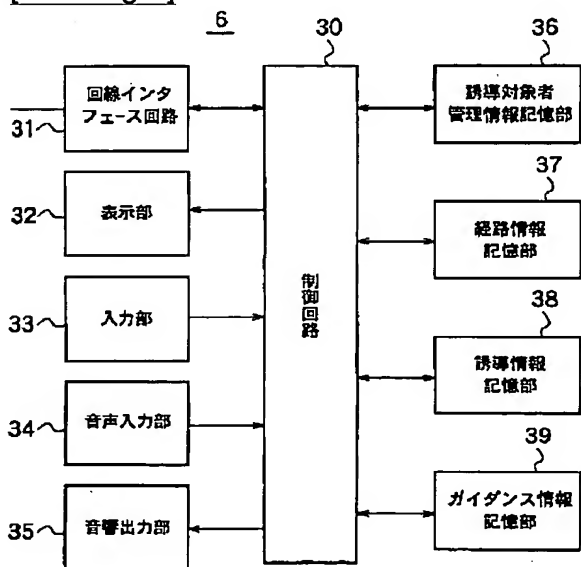 6
30
36
回線インタ
フェース回路
31
誘導対象者
管理情報記憶部
37
32
表示部
経路情報
記憶部
制御回路
33
入力部
38
誘導情報
記憶部
34
音声入力部
39
ガイダンス情報
記憶部
35
音響出力部